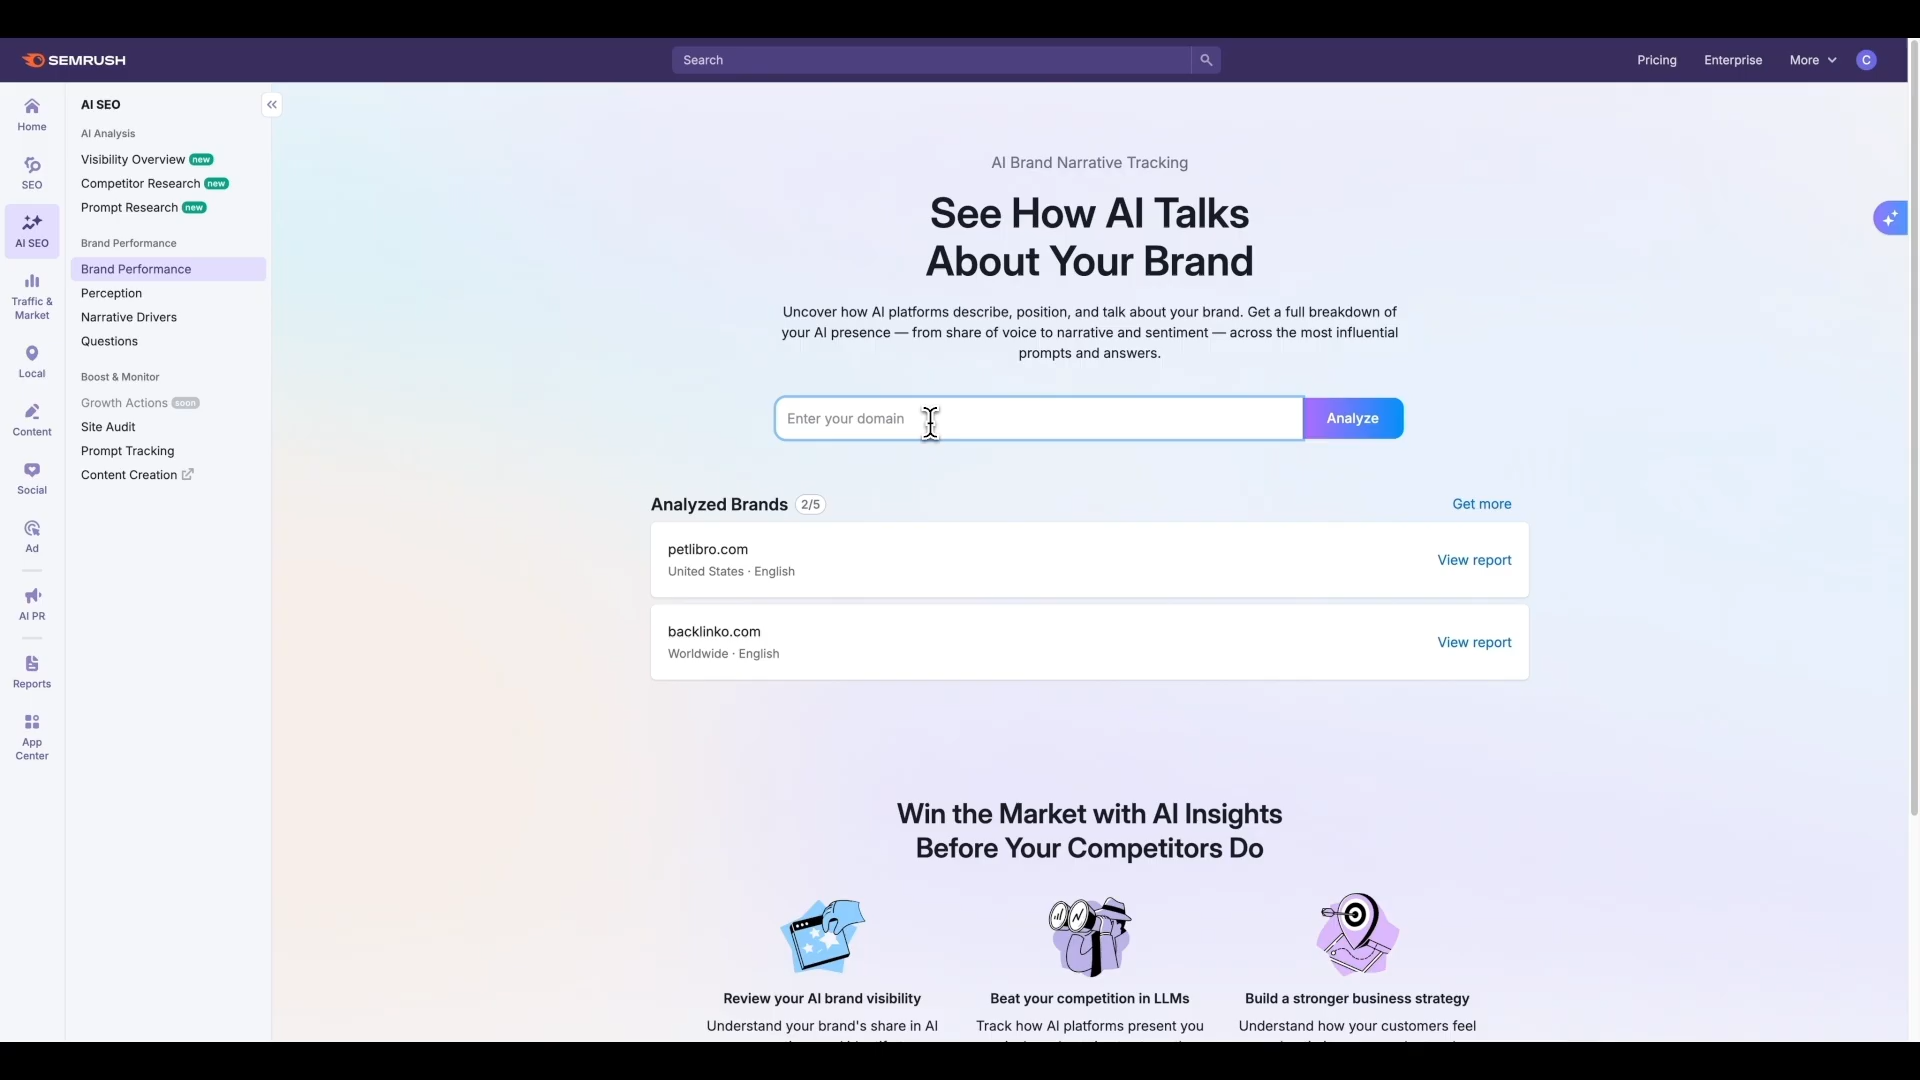 SEMRUSH
Search
Pricing
Enterprise
More
C
Home
SEO
AI SEO
Traffic &
Market
Local
Content
Social
Ad
AI PR
Reports
App
Center
AI SEO
AI Analysis
Visibility Overview new
Competitor Research new
Prompt Research new
Brand Performance
Brand Performance
Perception
Narrative Drivers
Questions
Boost & Monitor
Growth Actions soon
Site Audit
Prompt Tracking
Content Creation
AI Brand Narrative Tracking
See How AI Talks
About Your Brand
Uncover how AI platforms describe, position, and talk about your brand. Get a full breakdown of
your AI presence — from share of voice to narrative and sentiment — across the most influential
prompts and answers.
Enter your domain
Analyze
Analyzed Brands 2/5
Get more
petlibro.com
United States · English
View report
backlinko.com
Worldwide · English
View report
Win the Market with AI Insights
Before Your Competitors Do
Review your AI brand visibility
Understand your brand's share in AI
Beat your competition in LLMs
Track how AI platforms present you
Build a stronger business strategy
Understand how your customers feel